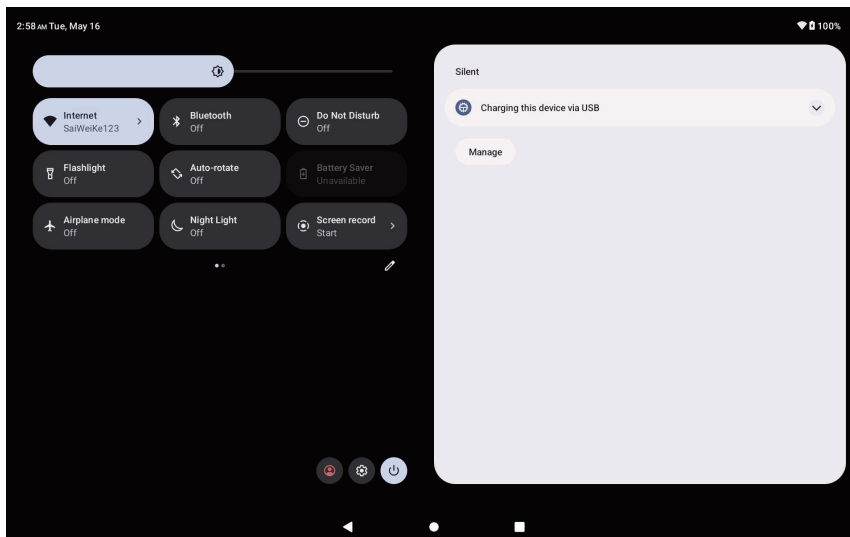 2:58 AM Tue, May 16
100%
Internet
SaiWeiKe123
Bluetooth
Off
Do Not Disturb
Off
Flashlight
Off
Auto-rotate
Off
Battery Saver
Unavailable
Airplane mode
Off
Night Light
Off
Screen record
Start
Silent
Charging this device via USB
Manage